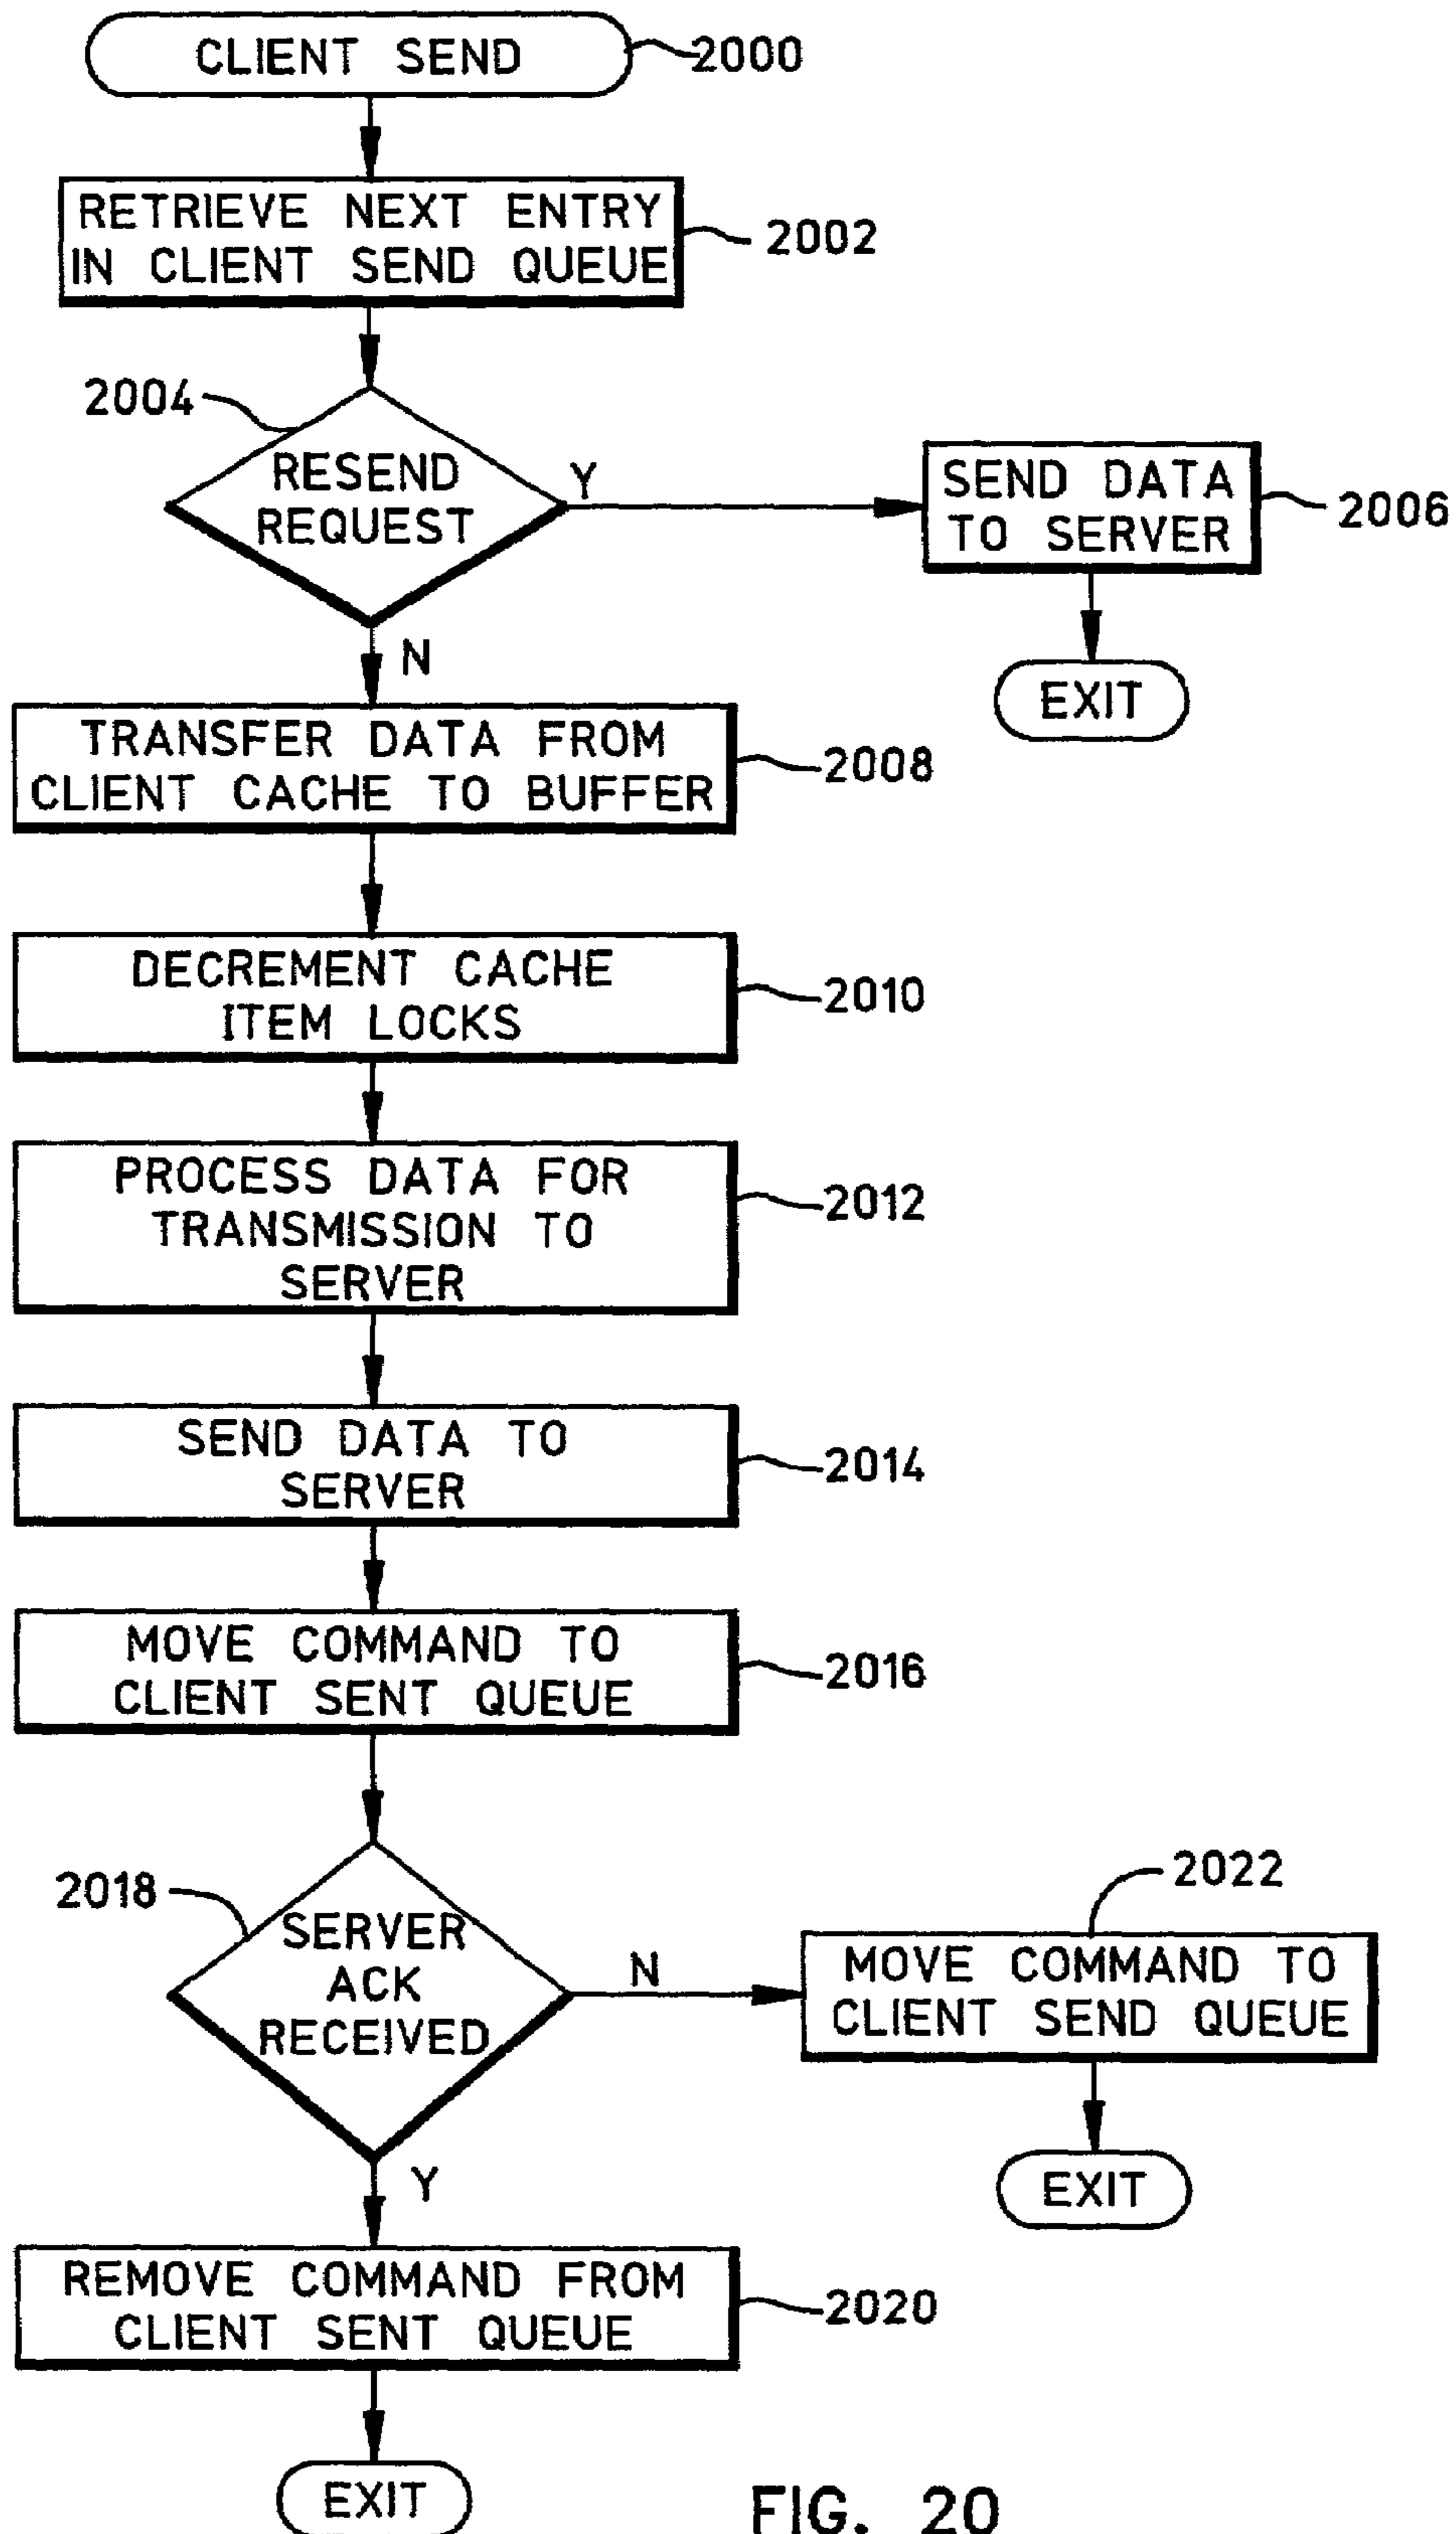 CLIENT SEND
2000
RETRIEVE NEXT ENTRY
IN CLIENT SEND QUEUE
2002
2004
RESEND
REQUEST
Y
SEND DATA
TO SERVER
2006
N
EXIT
TRANSFER DATA FROM
CLIENT CACHE TO BUFFER
2008
DECREMENT CACHE
ITEM LOCKS
2010
PROCESS DATA FOR
TRANSMISSION TO
SERVER
2012
SEND DATA TO
SERVER
2014
MOVE COMMAND TO
CLIENT SENT QUEUE
2016
2018
SERVER
ACK
RECEIVED
N
2022
MOVE COMMAND TO
CLIENT SEND QUEUE
EXIT
Y
REMOVE COMMAND FROM
CLIENT SENT QUEUE
2020
EXIT
FIG. 20